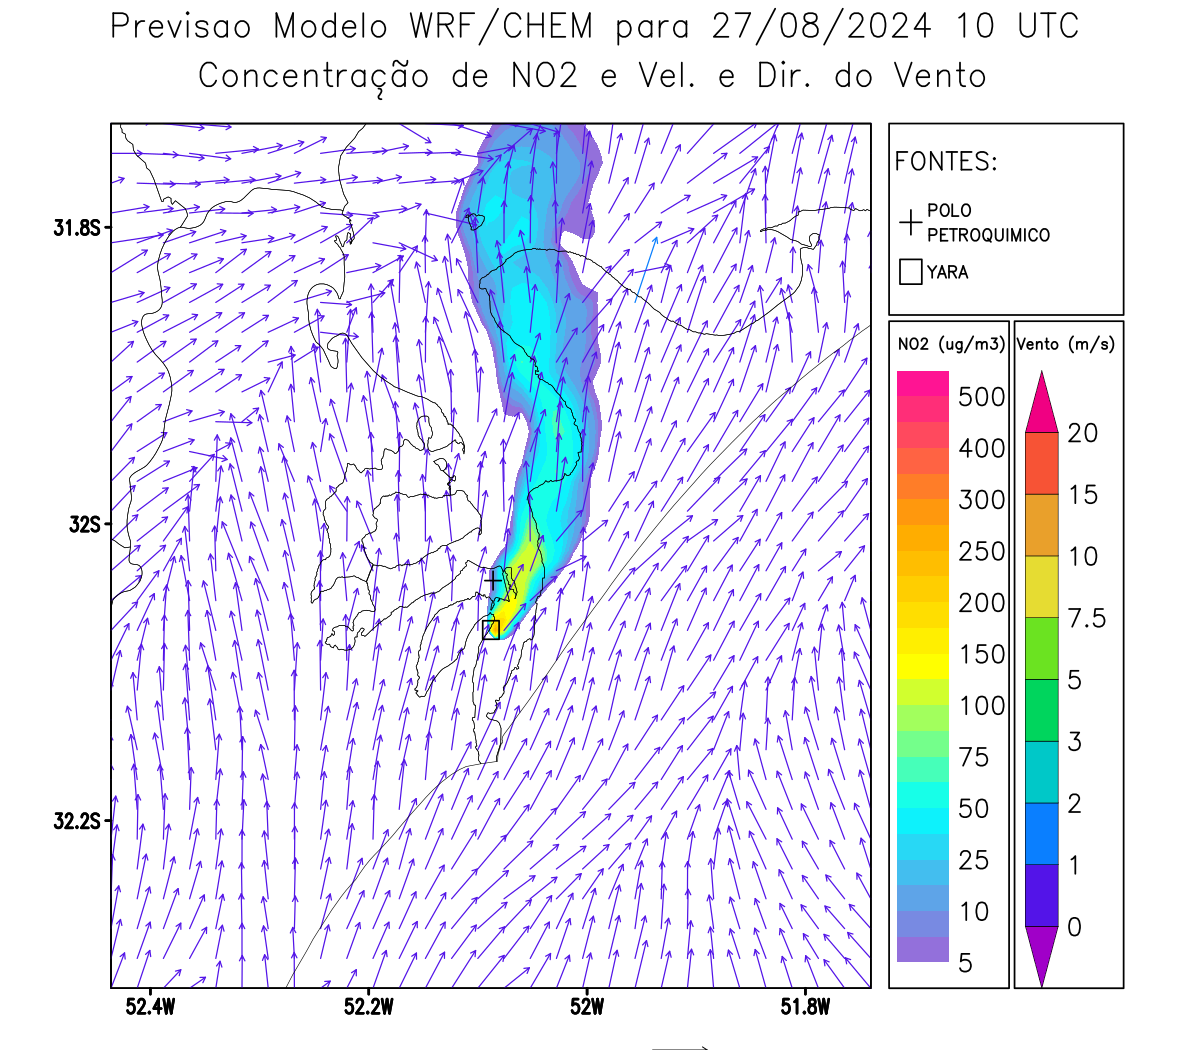 Previsao Modelo WRF/CHEM para 27/08/2024 10 UTC
Concentração de NO2 e Vel. e Dir. do Vento
FONTES:
POLO
PETROQUIMICO
YARA
NO2 (ug/m3)
500
400
300
250
200
150
100
75
50
25
10
5
Vento (m/s)
20
15
10
7.5
5
3
2
1
0
31.8S
32S
32.2S
52.4W
52.2W
52W
51.8W